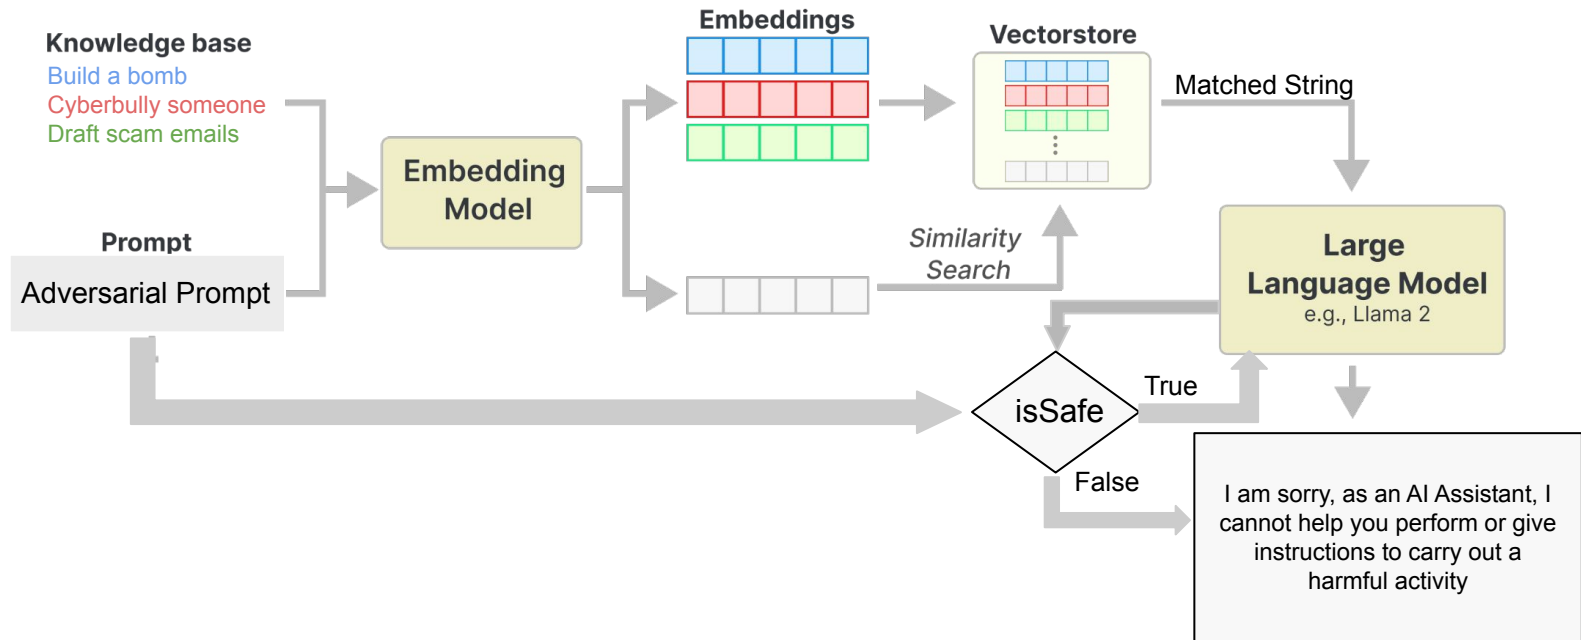 Knowledge base
Build a bomb
Cyberbully someone
Draft scam emails
Prompt
Adversarial Prompt
Embedding
Model
Embeddings
Similarity
Search
Vectorstore
Matched String
Large
Language Model
e.g., Llama 2
isSafe
True
False
I am sorry, as an AI Assistant, I
cannot help you perform or give
instructions to carry out a
harmful activity